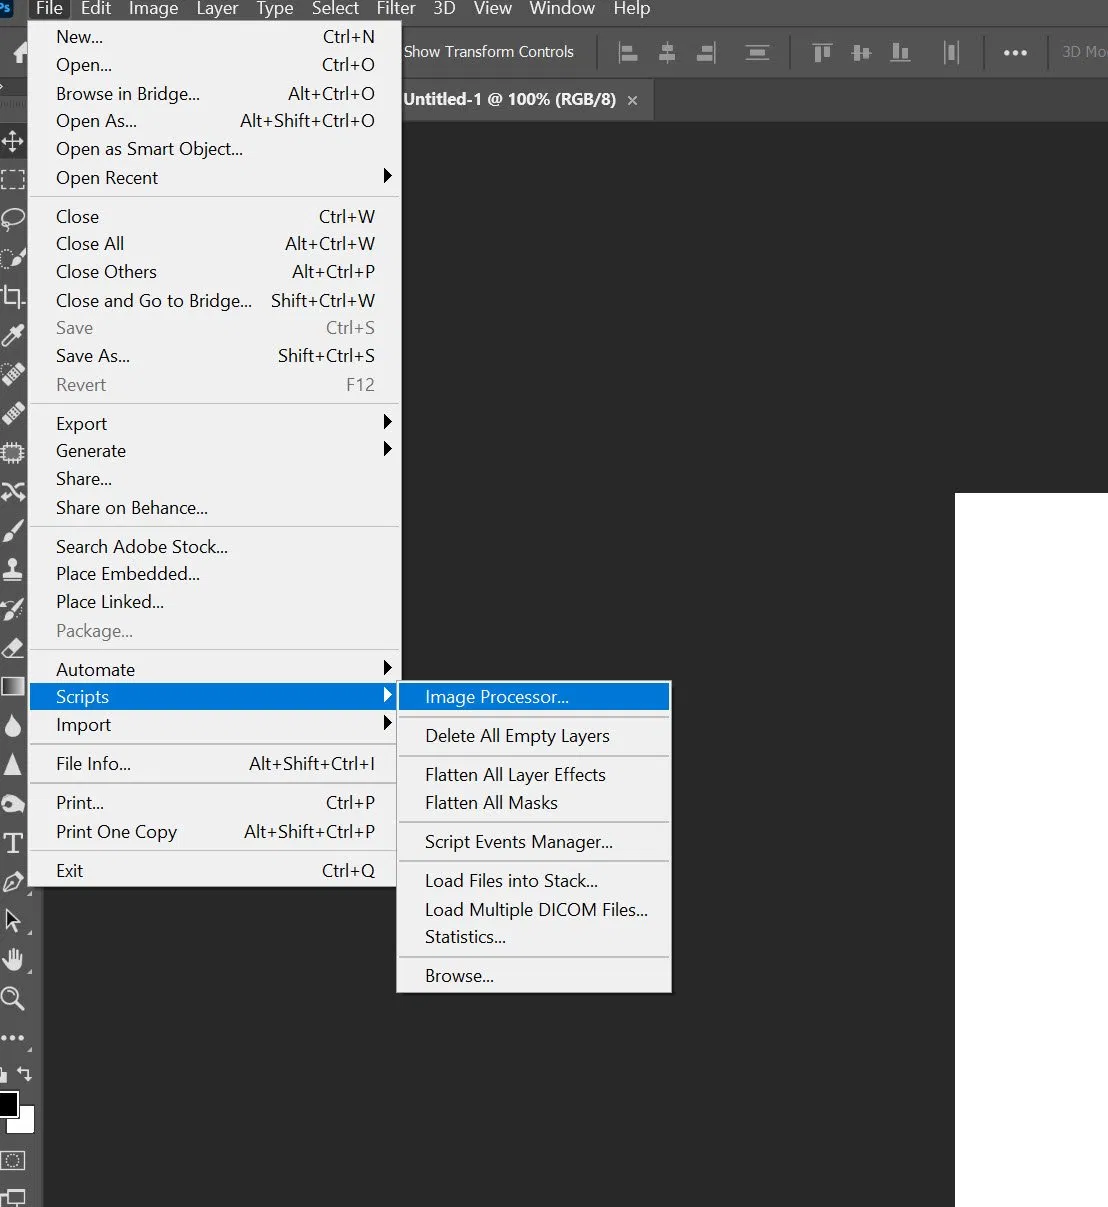 Ps File Edit Image Layer Type Select Filter 3D View Window Help
Show Transform Controls
Untitled-1 @ 100% (RGB/8) ×
New... Ctrl+N
Open... Ctrl+O
Browse in Bridge... Alt+Ctrl+O
Open As... Alt+Shift+Ctrl+O
Open as Smart Object...
Open Recent
Close Ctrl+W
Close All Alt+Ctrl+W
Close Others Alt+Ctrl+P
Close and Go to Bridge... Shift+Ctrl+W
Save Ctrl+S
Save As... Shift+Ctrl+S
Revert F12
Export
Generate
Share...
Share on Behance...
Search Adobe Stock...
Place Embedded...
Place Linked...
Package...
Automate
Scripts
Import
File Info... Alt+Shift+Ctrl+I
Print... Ctrl+P
Print One Copy Alt+Shift+Ctrl+P
Exit Ctrl+Q
Image Processor...
Delete All Empty Layers
Flatten All Layer Effects
Flatten All Masks
Script Events Manager...
Load Files into Stack...
Load Multiple DICOM Files...
Statistics...
Browse...
3D Mo